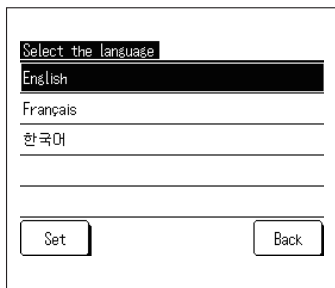 Select the language
English
Français
한국어
Set
Back